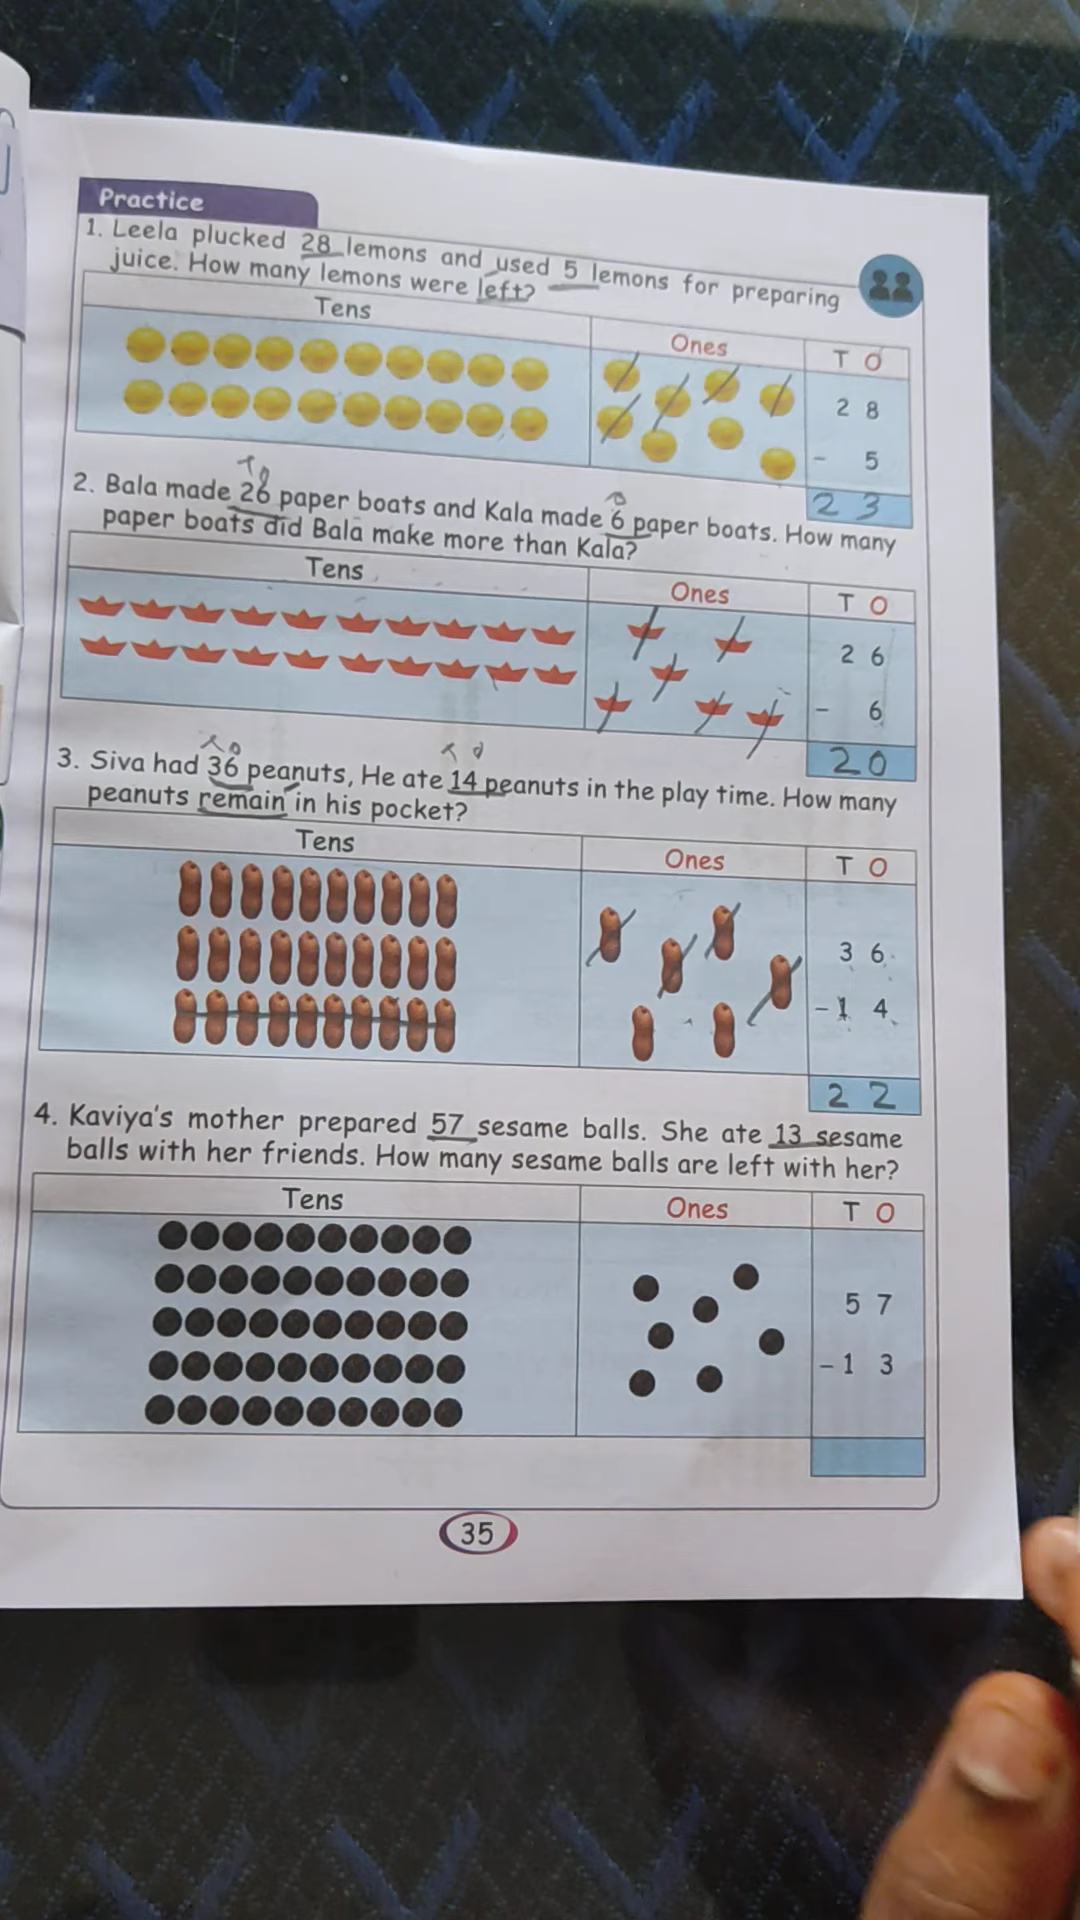 Practice
1. Leela plucked 28 lemons and used 5 lemons for preparing
juice. How many lemons were left?
Tens Ones T O
2 8
- 5
2 3
T O O
2. Bala made 26 paper boats and Kala made 6 paper boats. How many
paper boats did Bala make more than Kala?
Tens Ones T O
2 6
- 6
2 0
T O T O
3. Siva had 36 peanuts, He ate 14 peanuts in the play time. How many
peanuts remain in his pocket?
Tens Ones T O
3 6
- 1 4
2 2
4. Kaviya's mother prepared 57 sesame balls. She ate 13 sesame
balls with her friends. How many sesame balls are left with her?
Tens Ones T O
5 7
- 1 3
35